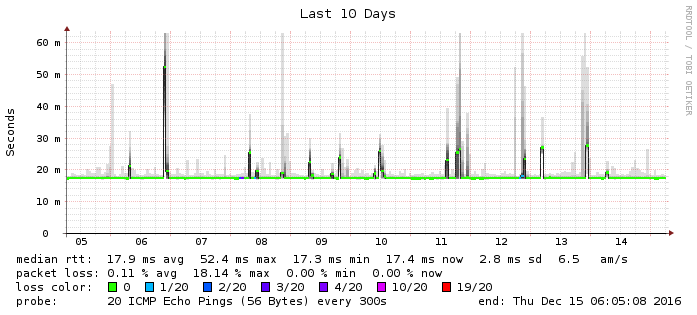 Last 10 Days
RRDTOOL / TOBI OETIKER
Seconds
60 m
50 m
40 m
30 m
20 m
10 m
0
05 06 07 08 09 10 11 12 13 14
median rtt: 17.9 ms avg 52.4 ms max 17.3 ms min 17.4 ms now 2.8 ms sd 6.5 am/s
packet loss: 0.11 % avg 18.14 % max 0.00 % min 0.00 % now
loss color: 0 1/20 2/20 3/20 4/20 10/20 19/20
probe: 20 ICMP Echo Pings (56 Bytes) every 300s end: Thu Dec 15 06:05:08 2016